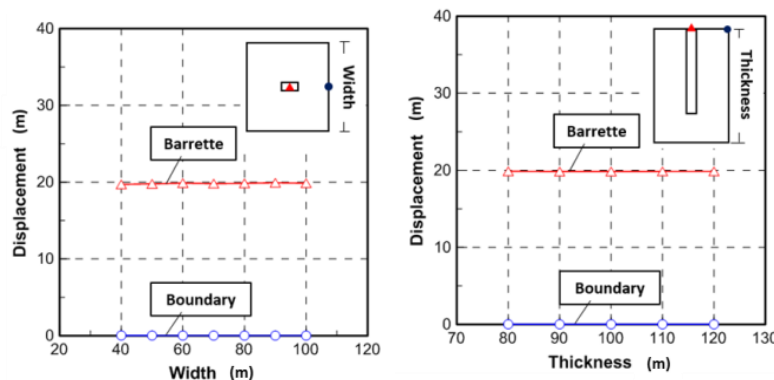 40
30
20
10
0
Displacement (m)
Width
Barrette
Boundary
20 40 60 80 100 120
Width (m)
40
30
20
10
0
Displacement (m)
Thickness
Barrette
Boundary
70 80 90 100 110 120 130
Thickness (m)